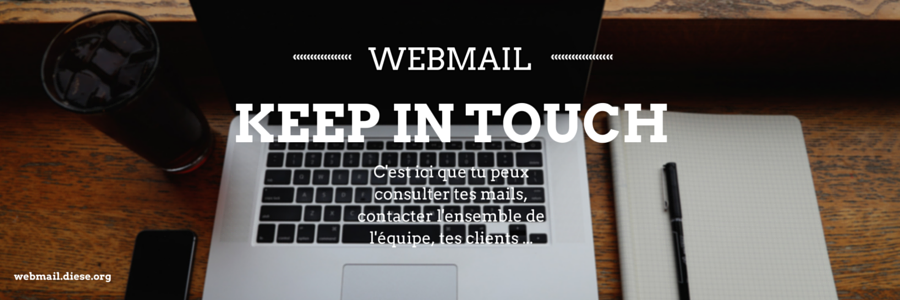 WEBMAIL
KEEP IN TOUCH
C'est ici que tu peux
consulter tes mails,
contacter l'ensemble de
l'équipe, tes clients ...
webmail.diese.org